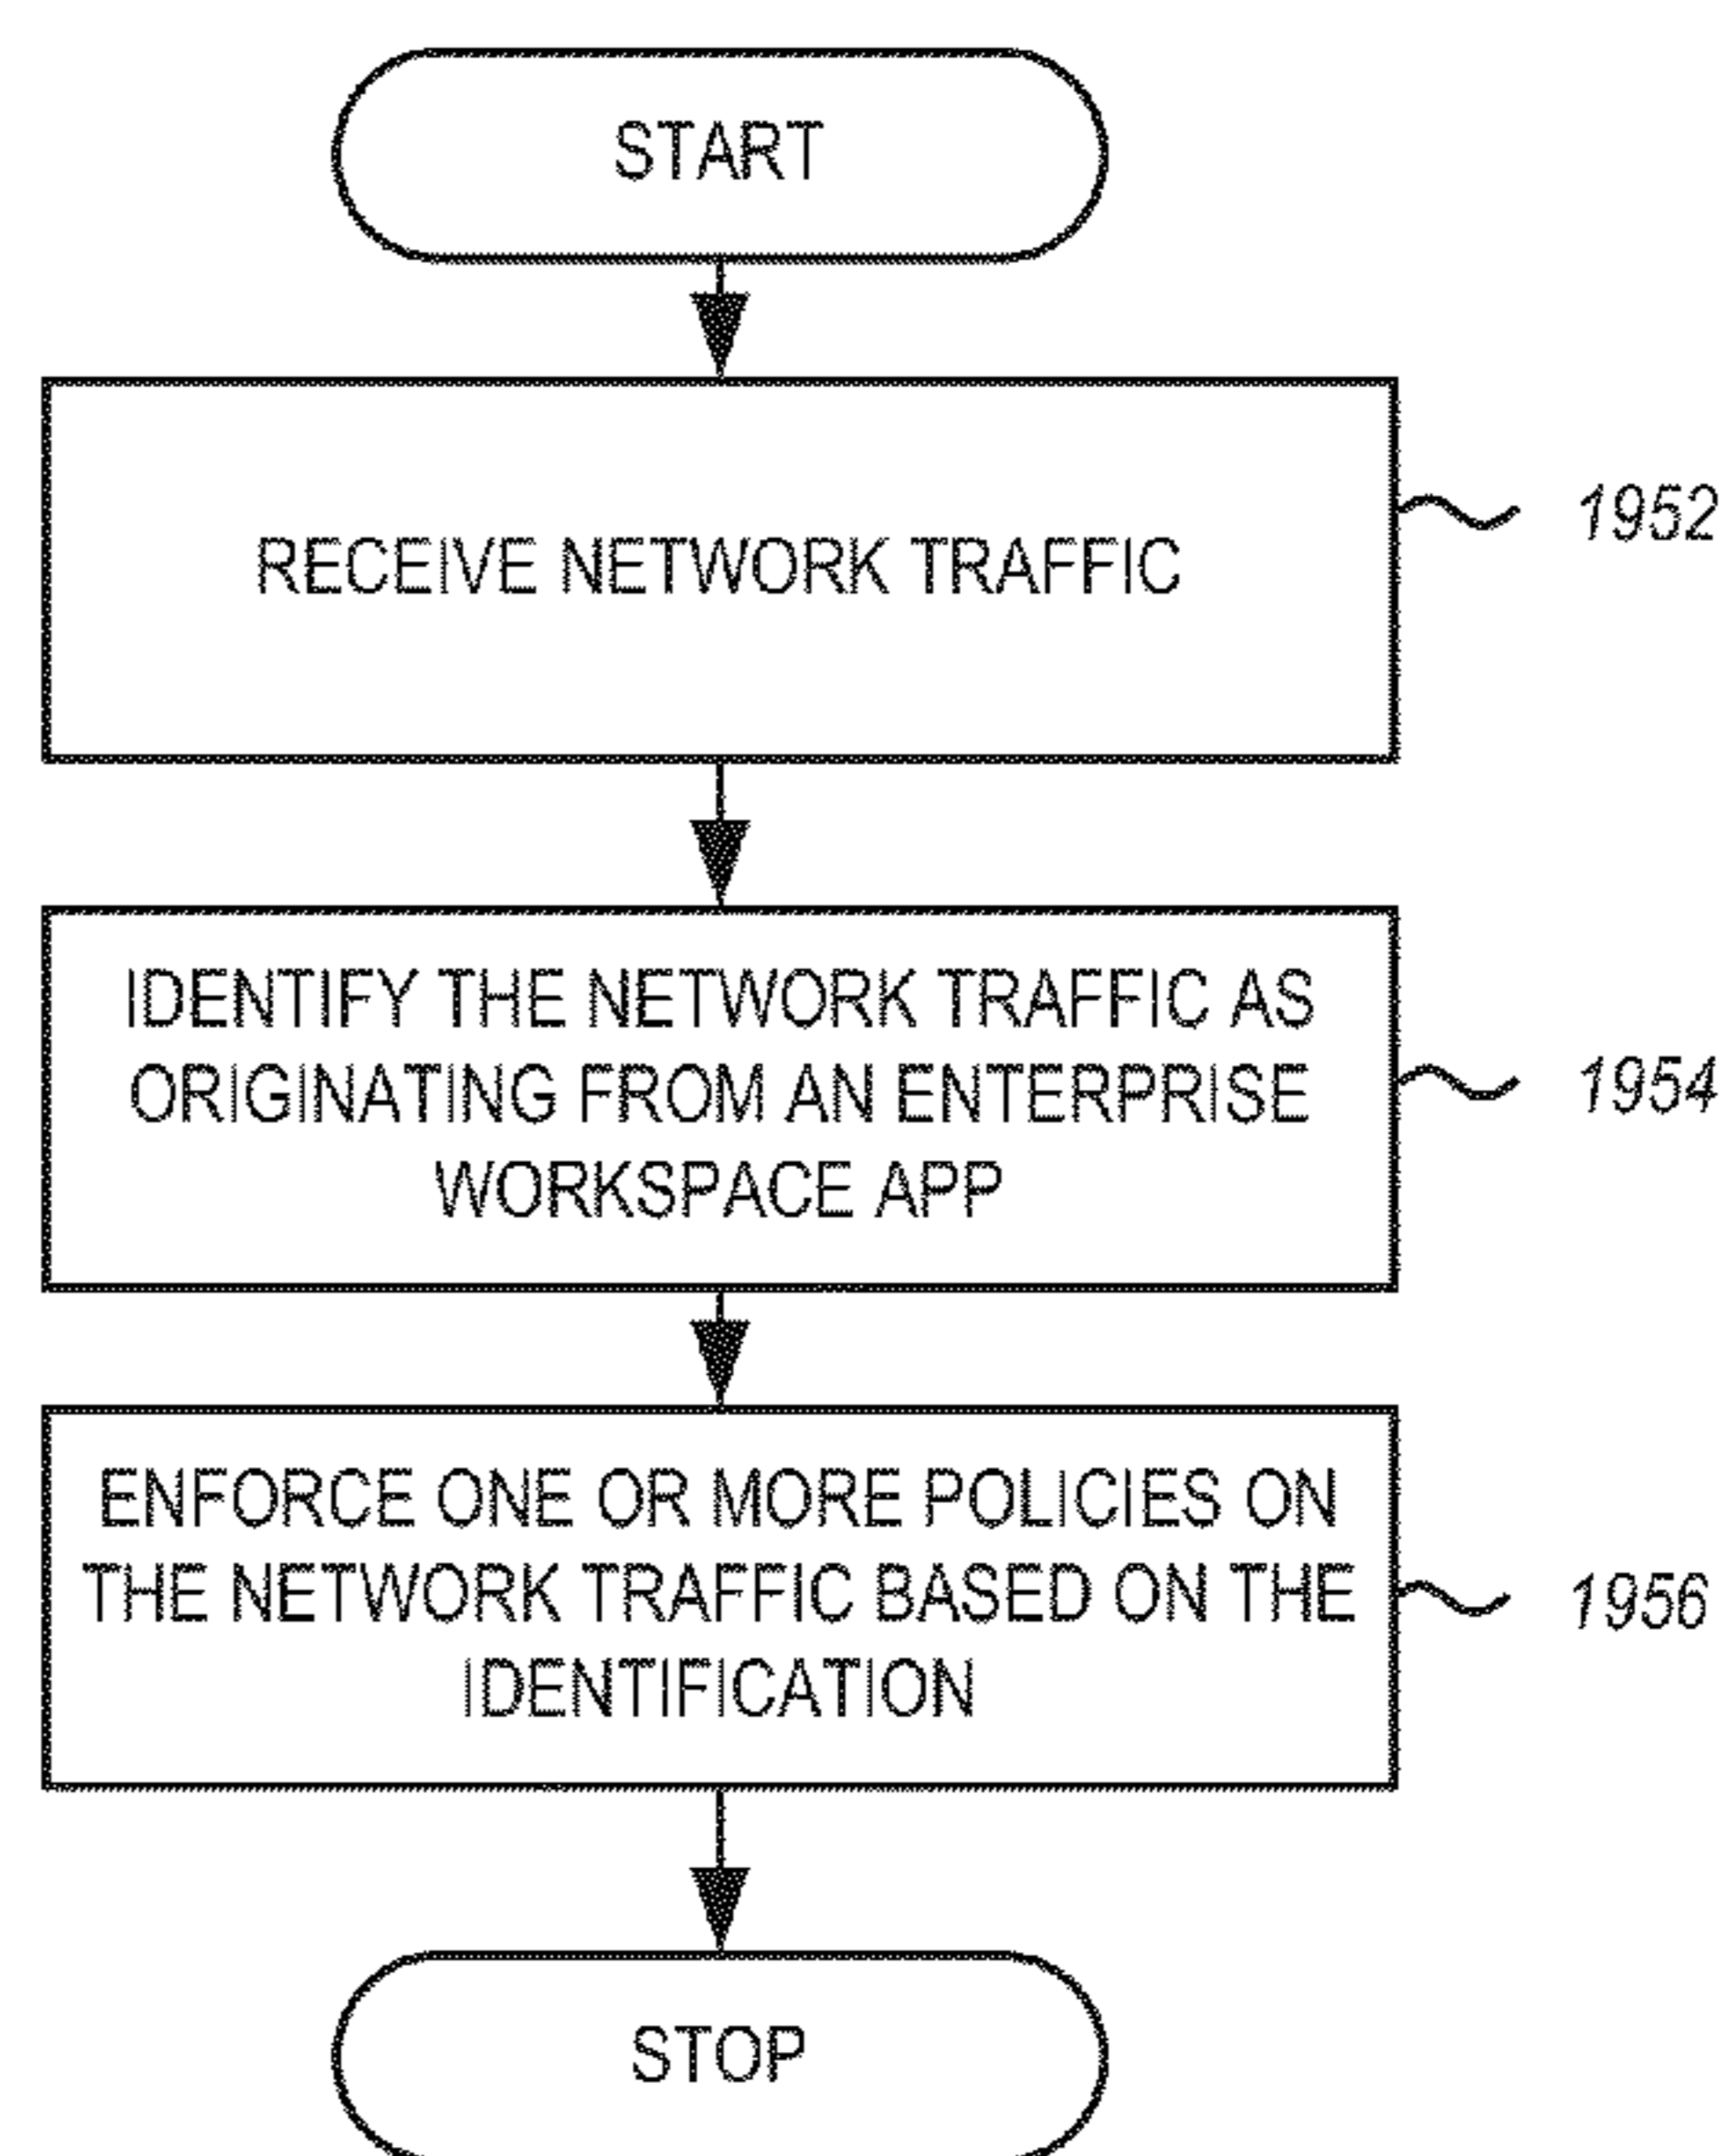 START
RECEIVE NETWORK TRAFFIC
1952
IDENTIFY THE NETWORK TRAFFIC AS
ORIGINATING FROM AN ENTERPRISE
WORKSPACE APP
1954
ENFORCE ONE OR MORE POLICIES ON
THE NETWORK TRAFFIC BASED ON THE
IDENTIFICATION
1956
STOP